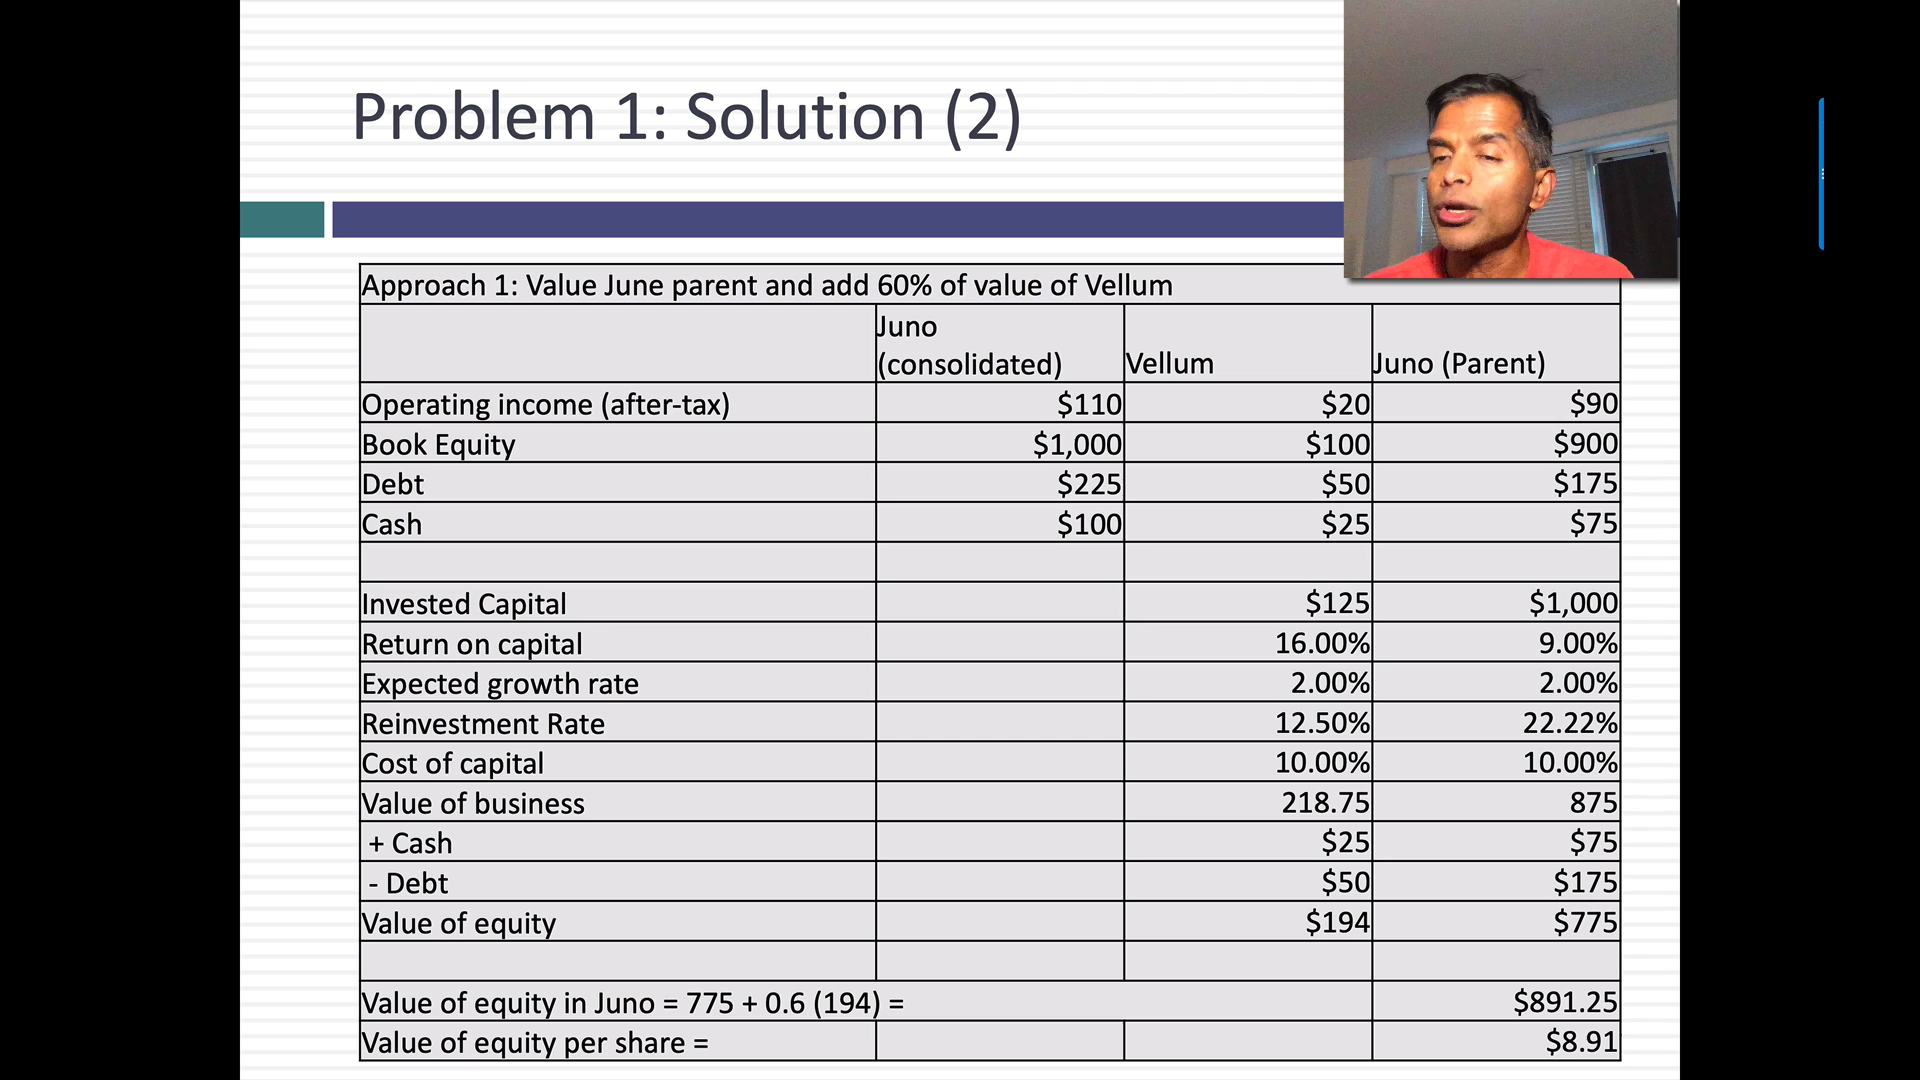 Problem 1: Solution (2)
Approach 1: Value June parent and add 60% of value of Vellum
Juno (consolidated) Vellum Juno (Parent)
Operating income (after-tax) $110 $20 $90
Book Equity $1,000 $100 $900
Debt $225 $50 $175
Cash $100 $25 $75
Invested Capital $125 $1,000
Return on capital 16.00% 9.00%
Expected growth rate 2.00% 2.00%
Reinvestment Rate 12.50% 22.22%
Cost of capital 10.00% 10.00%
Value of business 218.75 875
+ Cash $25 $75
- Debt $50 $175
Value of equity $194 $775
Value of equity in Juno = 775 + 0.6 (194) = $891.25
Value of equity per share = $8.91